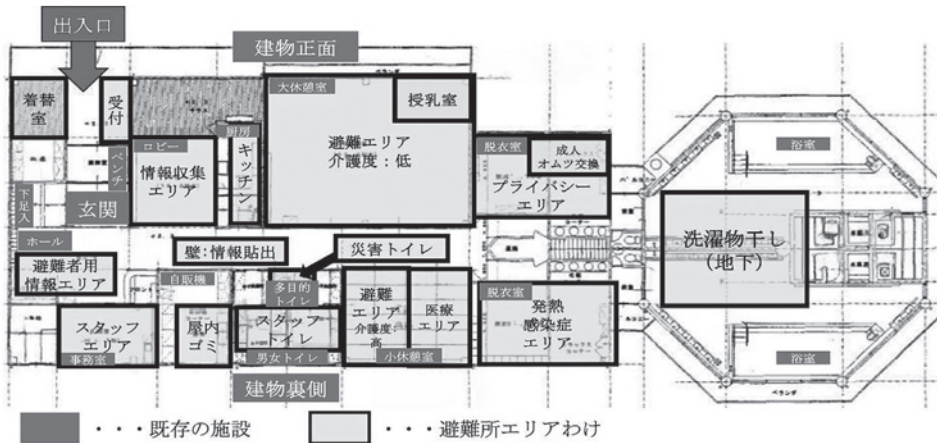 出入口
建物正面
ベランダ
着替室
受付
大休憩室
授乳室
避難エリア
介護度：低
厨房
キッチン
ロビー
情報収集
エリア
ベンチ
玄関
下足入
脱衣室
成人
オムツ交換
プライバシー
エリア
浴室
洗濯物干し
（地下）
ホール
避難者用
情報エリア
壁：情報貼出
災害トイレ
自販機
多目的
トイレ
避難
エリア
介護度：
高
医療
エリア
小休憩室
脱衣室
発熱
感染症
エリア
スタッフ
エリア
事務室
屋内
ゴミ
スタッフ
トイレ
男女トイレ
建物裏側
浴室
ベランダ
・・・既存の施設
・・・避難所エリアわけ